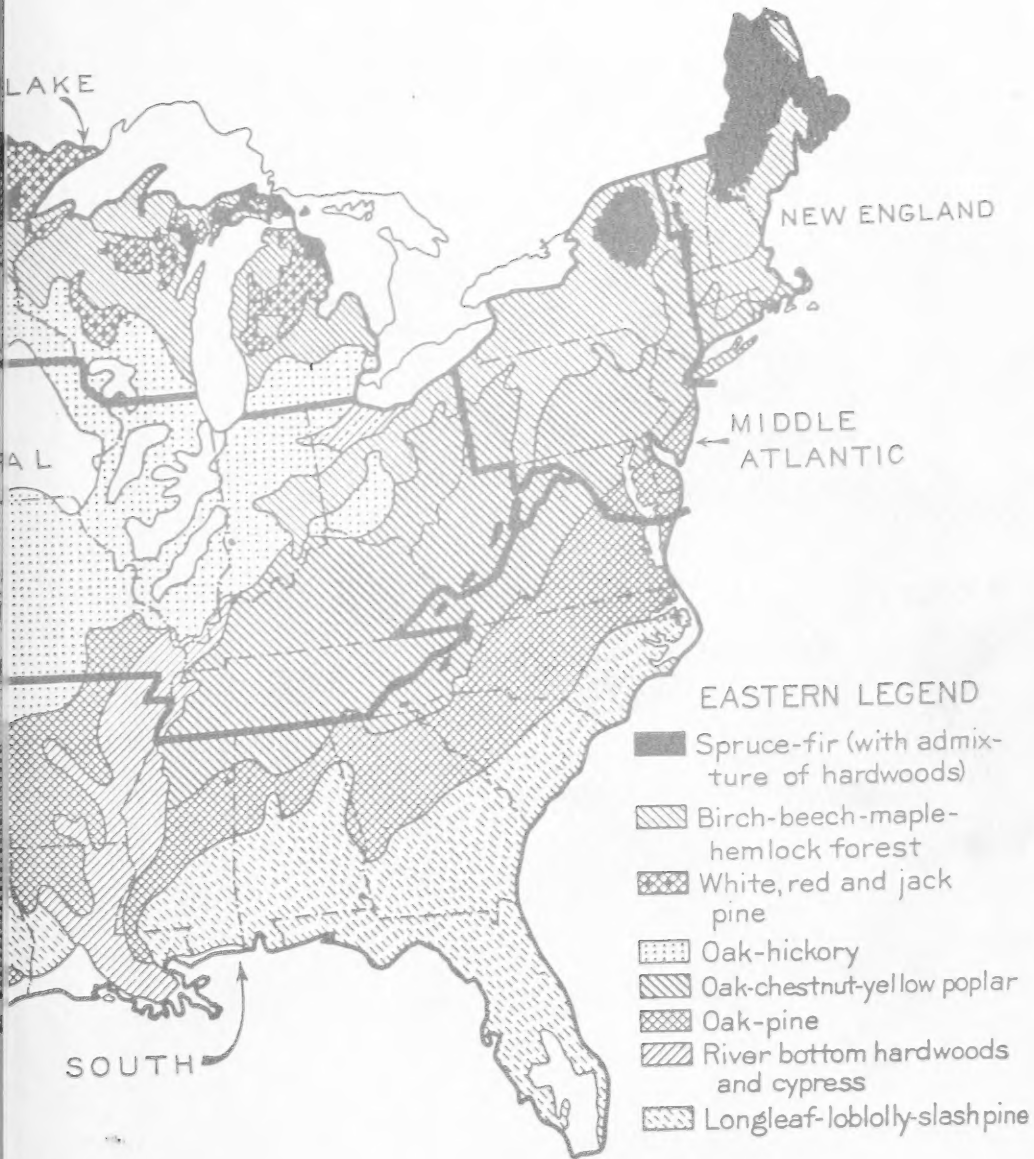 LAKE
NEW ENGLAND
MIDDLE
ATLANTIC
AL
SOUTH
EASTERN LEGEND
Spruce-fir (with admix-
ture of hardwoods)
Birch-beech-maple-
hemlock forest
White, red and jack
pine
Oak-hickory
Oak-chestnut-yellow poplar
Oak-pine
River bottom hardwoods
and cypress
Longleaf-loblolly-slash pine